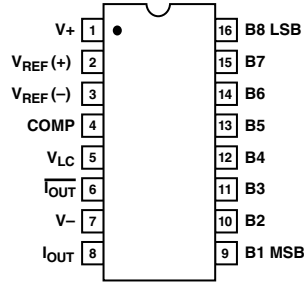 V+ 1 16 B8 LSB
VREF (+) 2 15 B7
VREF (–) 3 14 B6
COMP 4 13 B5
VLC 5 12 B4
I̅O̅U̅T̅ 6 11 B3
V– 7 10 B2
IOUT 8 9 B1 MSB